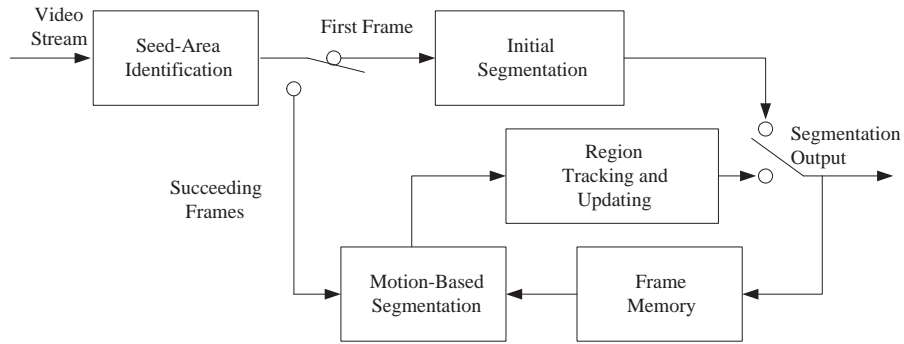 Video
Stream
Seed-Area
Identification
First Frame
Initial
Segmentation
Segmentation
Output
Region
Tracking and
Updating
Succeeding
Frames
Motion-Based
Segmentation
Frame
Memory